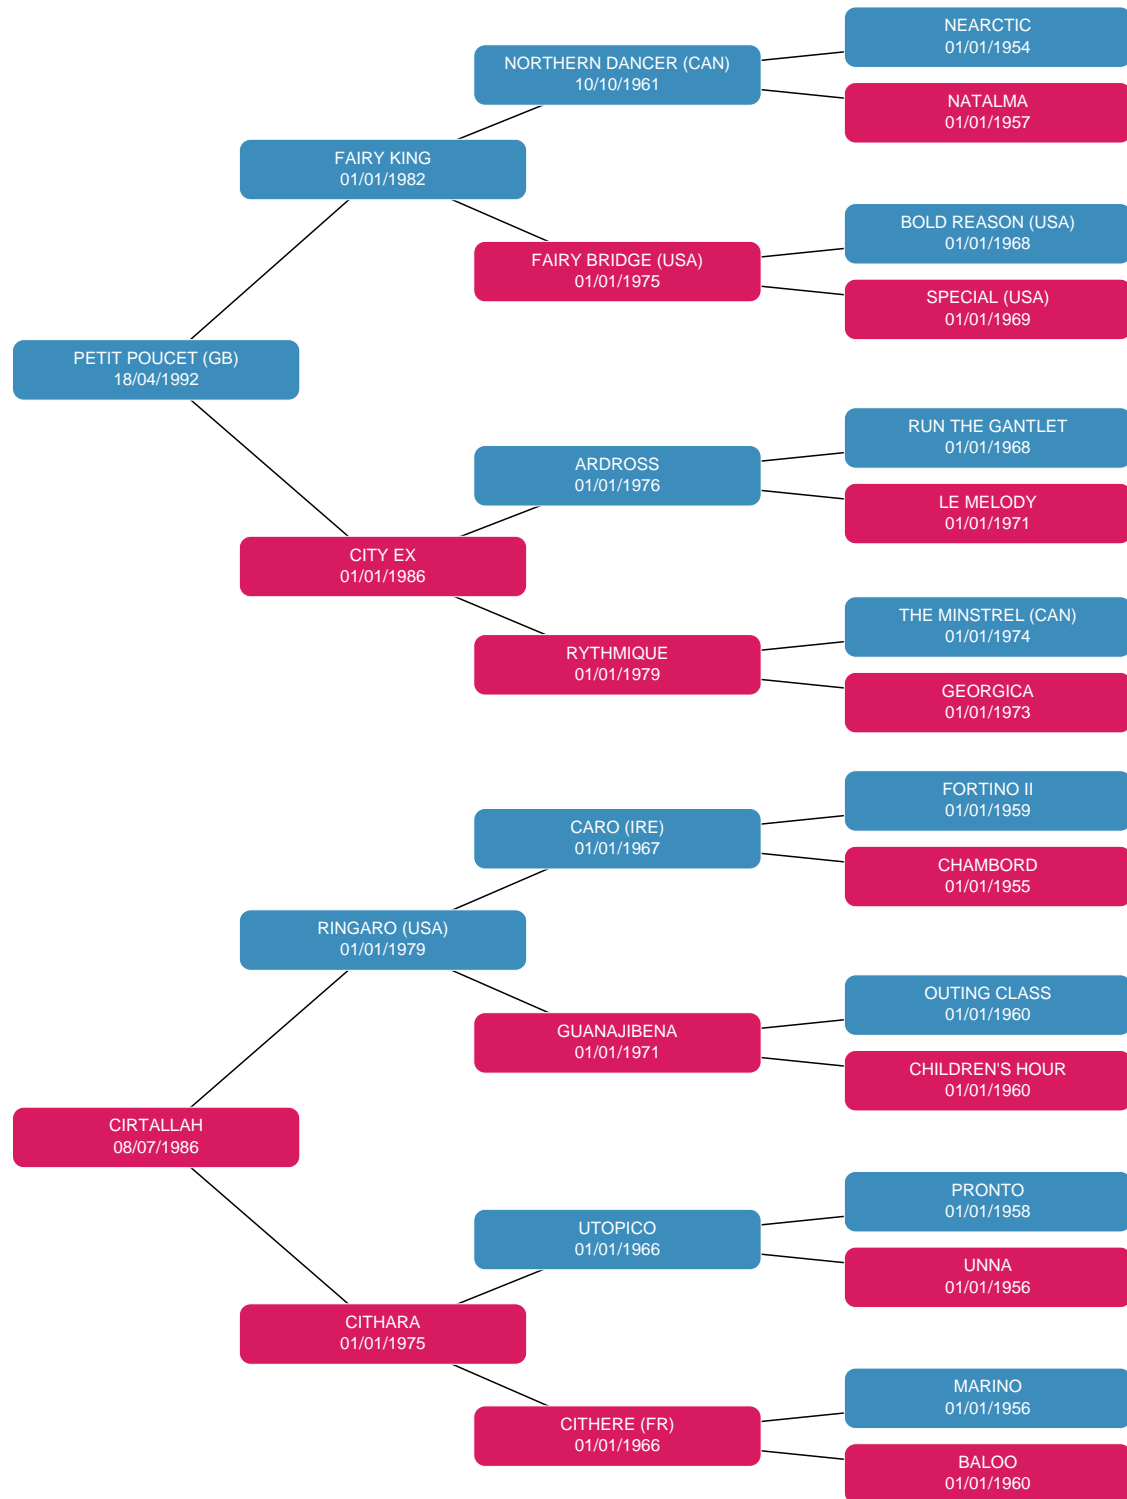 NEARCTIC
01/01/1954
NORTHERN DANCER (CAN)
10/10/1961
NATALMA
01/01/1957
FAIRY KING
01/01/1982
BOLD REASON (USA)
01/01/1968
FAIRY BRIDGE (USA)
01/01/1975
SPECIAL (USA)
01/01/1969
PETIT POUCET (GB)
18/04/1992
RUN THE GANTLET
01/01/1968
ARDROSS
01/01/1976
LE MELODY
01/01/1971
CITY EX
01/01/1986
THE MINSTREL (CAN)
01/01/1974
RYTHMIQUE
01/01/1979
GEORGICA
01/01/1973
FORTINO II
01/01/1959
CARO (IRE)
01/01/1967
CHAMBORD
01/01/1955
RINGARO (USA)
01/01/1979
OUTING CLASS
01/01/1960
GUANAJIBENA
01/01/1971
CHILDREN'S HOUR
01/01/1960
CIRTALLAH
08/07/1986
PRONTO
01/01/1958
UTOPICO
01/01/1966
UNNA
01/01/1956
CITHARA
01/01/1975
MARINO
01/01/1956
CITHERE (FR)
01/01/1966
BALOO
01/01/1960